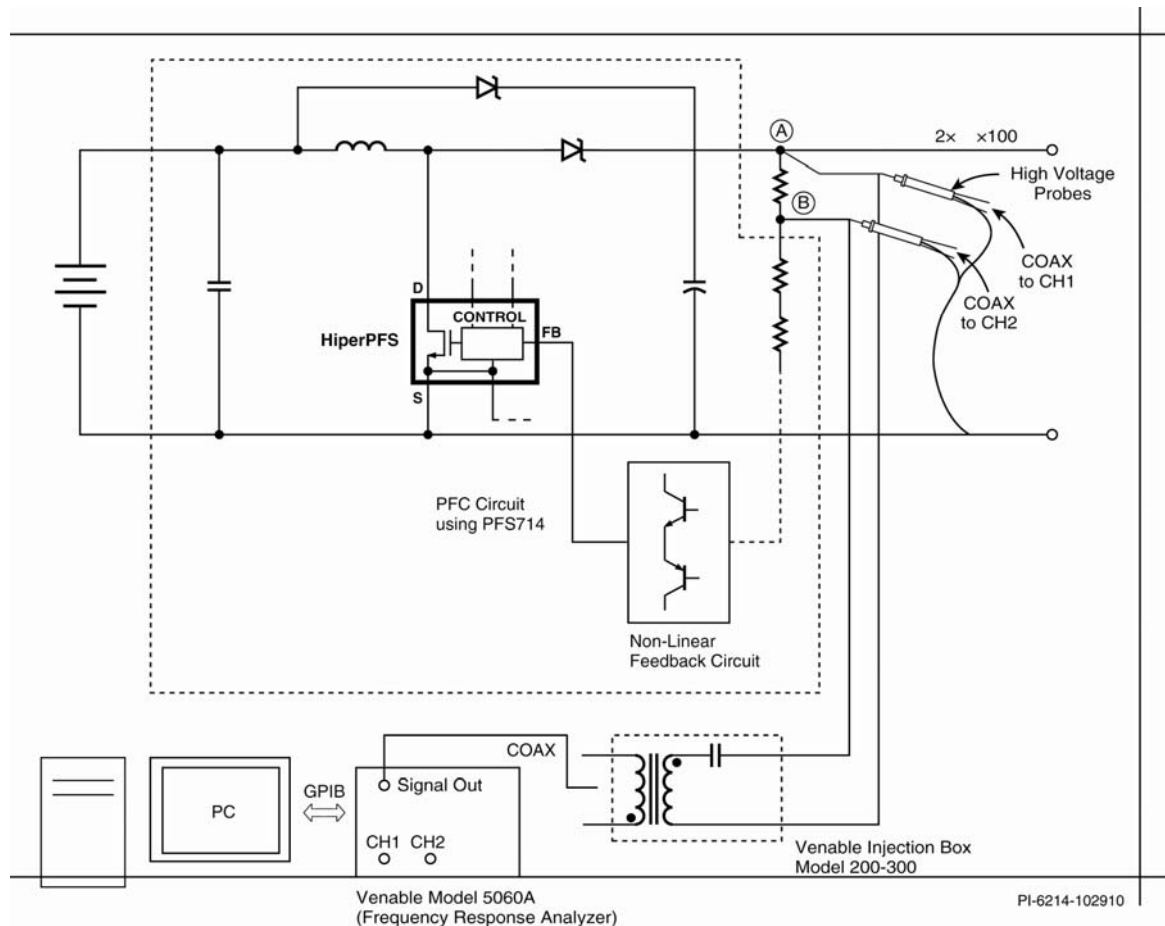 A
2× ×100
High Voltage
Probes
B
COAX
to CH1
COAX
to CH2
D
CONTROL
FB
HiperPFS
S
PFC Circuit
using PFS714
Non-Linear
Feedback Circuit
COAX
Signal Out
GPIB
PC
CH1 CH2
Venable Injection Box
Model 200-300
Venable Model 5060A
(Frequency Response Analyzer)
PI-6214-102910